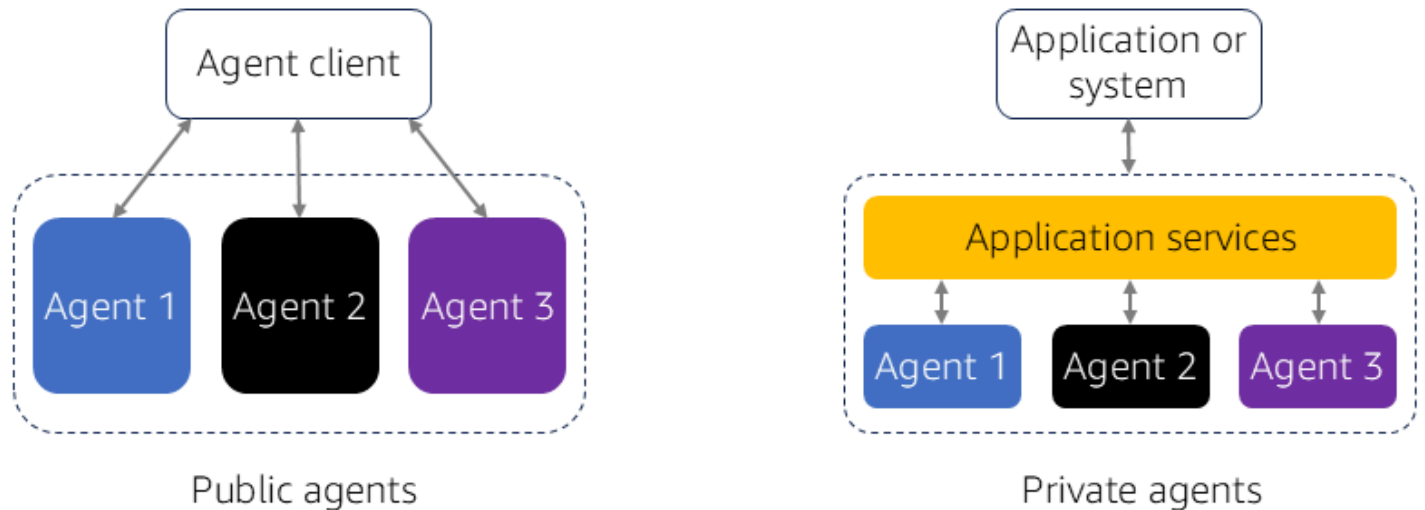 Agent client
Agent 1
Agent 2
Agent 3
Public agents
Application or
system
Application services
Agent 1
Agent 2
Agent 3
Private agents